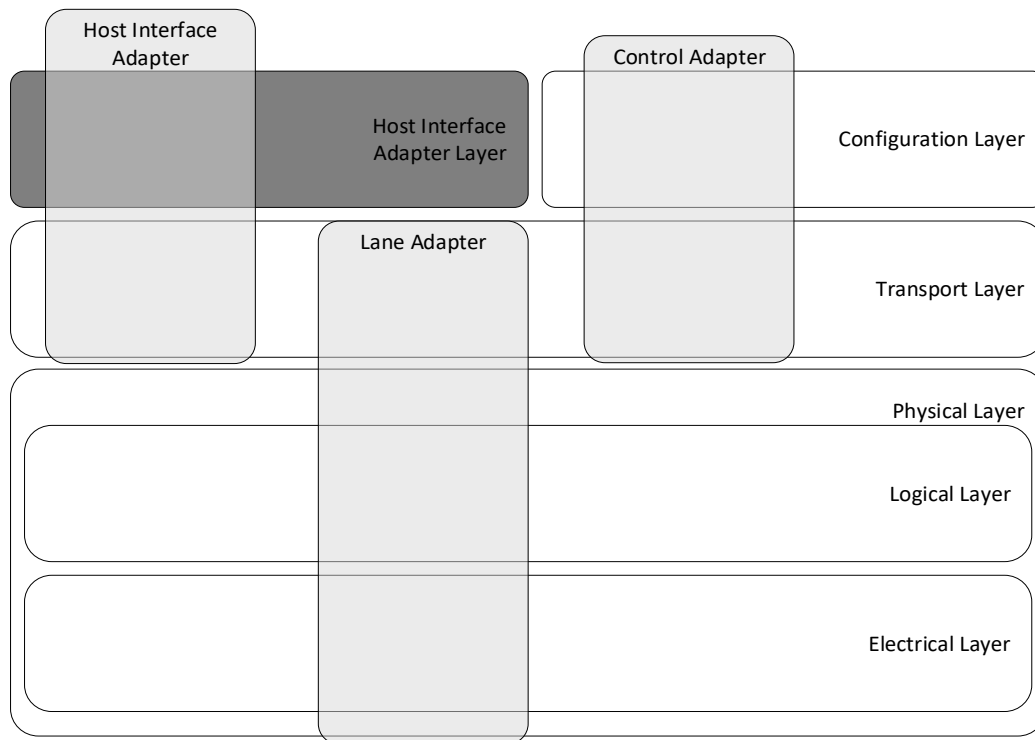 Host Interface
Adapter
Control Adapter
Host Interface
Adapter Layer
Configuration Layer
Lane Adapter
Transport Layer
Physical Layer
Logical Layer
Electrical Layer